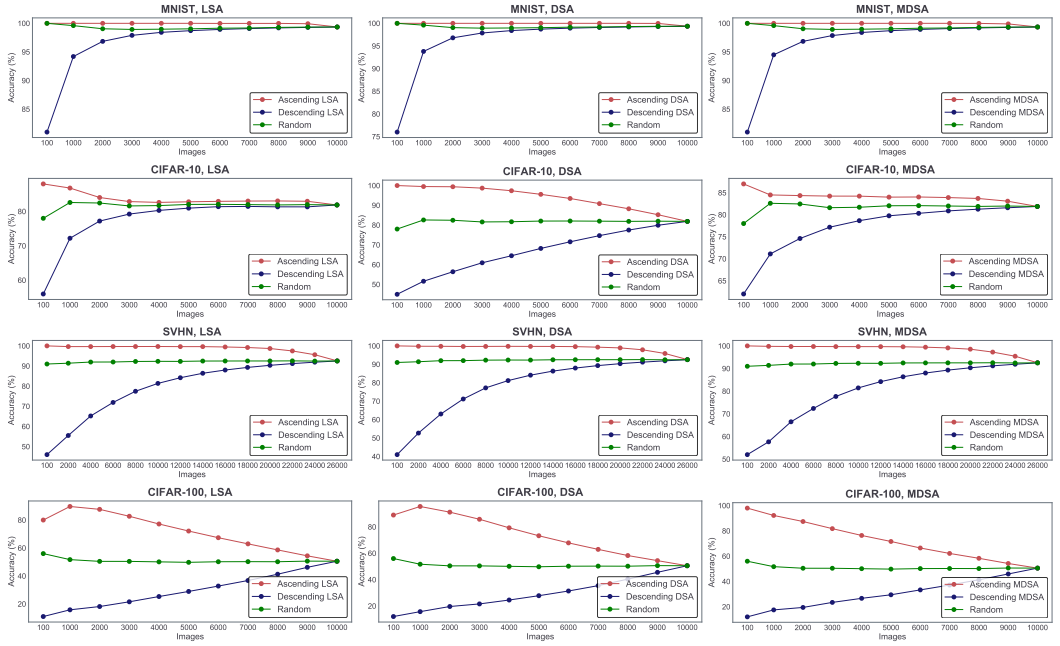 MNIST, LSA
Accuracy (%)
100
95
90
85
100 1000 2000 3000 4000 5000 6000 7000 8000 9000 10000
Images
Ascending LSA
Descending LSA
Random
MNIST, DSA
Accuracy (%)
100
95
90
85
80
75
100 1000 2000 3000 4000 5000 6000 7000 8000 9000 10000
Images
Ascending DSA
Descending DSA
Random
MNIST, MDSA
Accuracy (%)
100
95
90
85
100 1000 2000 3000 4000 5000 6000 7000 8000 9000 10000
Images
Ascending MDSA
Descending MDSA
Random
CIFAR-10, LSA
Accuracy (%)
80
70
60
100 1000 2000 3000 4000 5000 6000 7000 8000 9000 10000
Images
Ascending LSA
Descending LSA
Random
CIFAR-10, DSA
Accuracy (%)
100
90
80
70
60
50
100 1000 2000 3000 4000 5000 6000 7000 8000 9000 10000
Images
Ascending DSA
Descending DSA
Random
CIFAR-10, MDSA
Accuracy (%)
85
80
75
70
65
100 1000 2000 3000 4000 5000 6000 7000 8000 9000 10000
Images
Ascending MDSA
Descending MDSA
Random
SVHN, LSA
Accuracy (%)
100
90
80
70
60
50
100 2000 4000 6000 8000 10000 12000 14000 16000 18000 20000 22000 24000 26000
Images
Ascending LSA
Descending LSA
Random
SVHN, DSA
Accuracy (%)
100
90
80
70
60
50
40
100 2000 4000 6000 8000 10000 12000 14000 16000 18000 20000 22000 24000 26000
Images
Ascending DSA
Descending DSA
Random
SVHN, MDSA
Accuracy (%)
100
90
80
70
60
50
100 2000 4000 6000 8000 10000 12000 14000 16000 18000 20000 22000 24000 26000
Images
Ascending MDSA
Descending MDSA
Random
CIFAR-100, LSA
Accuracy (%)
80
60
40
20
100 1000 2000 3000 4000 5000 6000 7000 8000 9000 10000
Images
Ascending LSA
Descending LSA
Random
CIFAR-100, DSA
Accuracy (%)
80
60
40
20
100 1000 2000 3000 4000 5000 6000 7000 8000 9000 10000
Images
Ascending DSA
Descending DSA
Random
CIFAR-100, MDSA
Accuracy (%)
100
80
60
40
20
100 1000 2000 3000 4000 5000 6000 7000 8000 9000 10000
Images
Ascending MDSA
Descending MDSA
Random